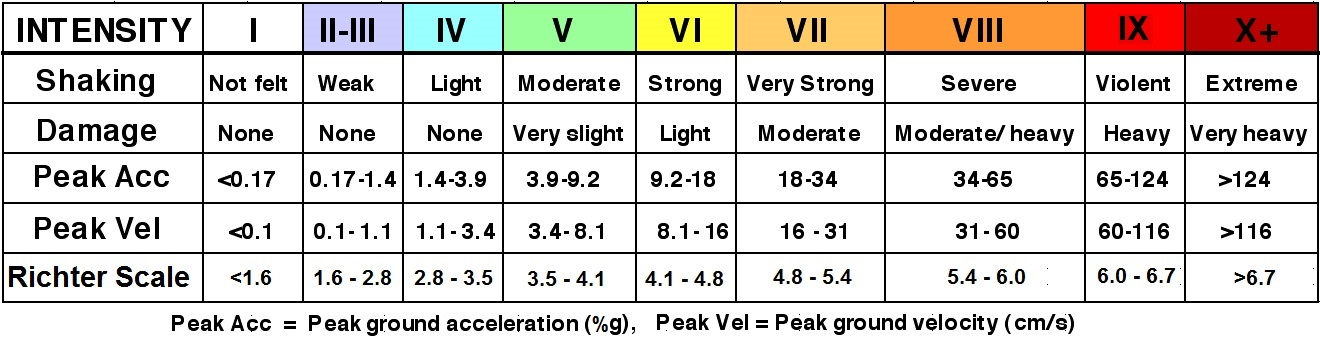 INTENSITY I II-III IV V VI VII VIII IX X+
Shaking Not felt Weak Light Moderate Strong Very Strong Severe Violent Extreme
Damage None None None Very slight Light Moderate Moderate/ heavy Heavy Very heavy
Peak Acc <0.17 0.17-1.4 1.4-3.9 3.9-9.2 9.2-18 18-34 34-65 65-124 >124
Peak Vel <0.1 0.1-1.1 1.1-3.4 3.4-8.1 8.1-16 16 -31 31-60 60-116 >116
Richter Scale <1.6 1.6 - 2.8 2.8 - 3.5 3.5 - 4.1 4.1 - 4.8 4.8 - 5.4 5.4 - 6.0 6.0 - 6.7 >6.7
Peak Acc = Peak ground acceleration (%g), Peak Vel = Peak ground velocity (cm/s)